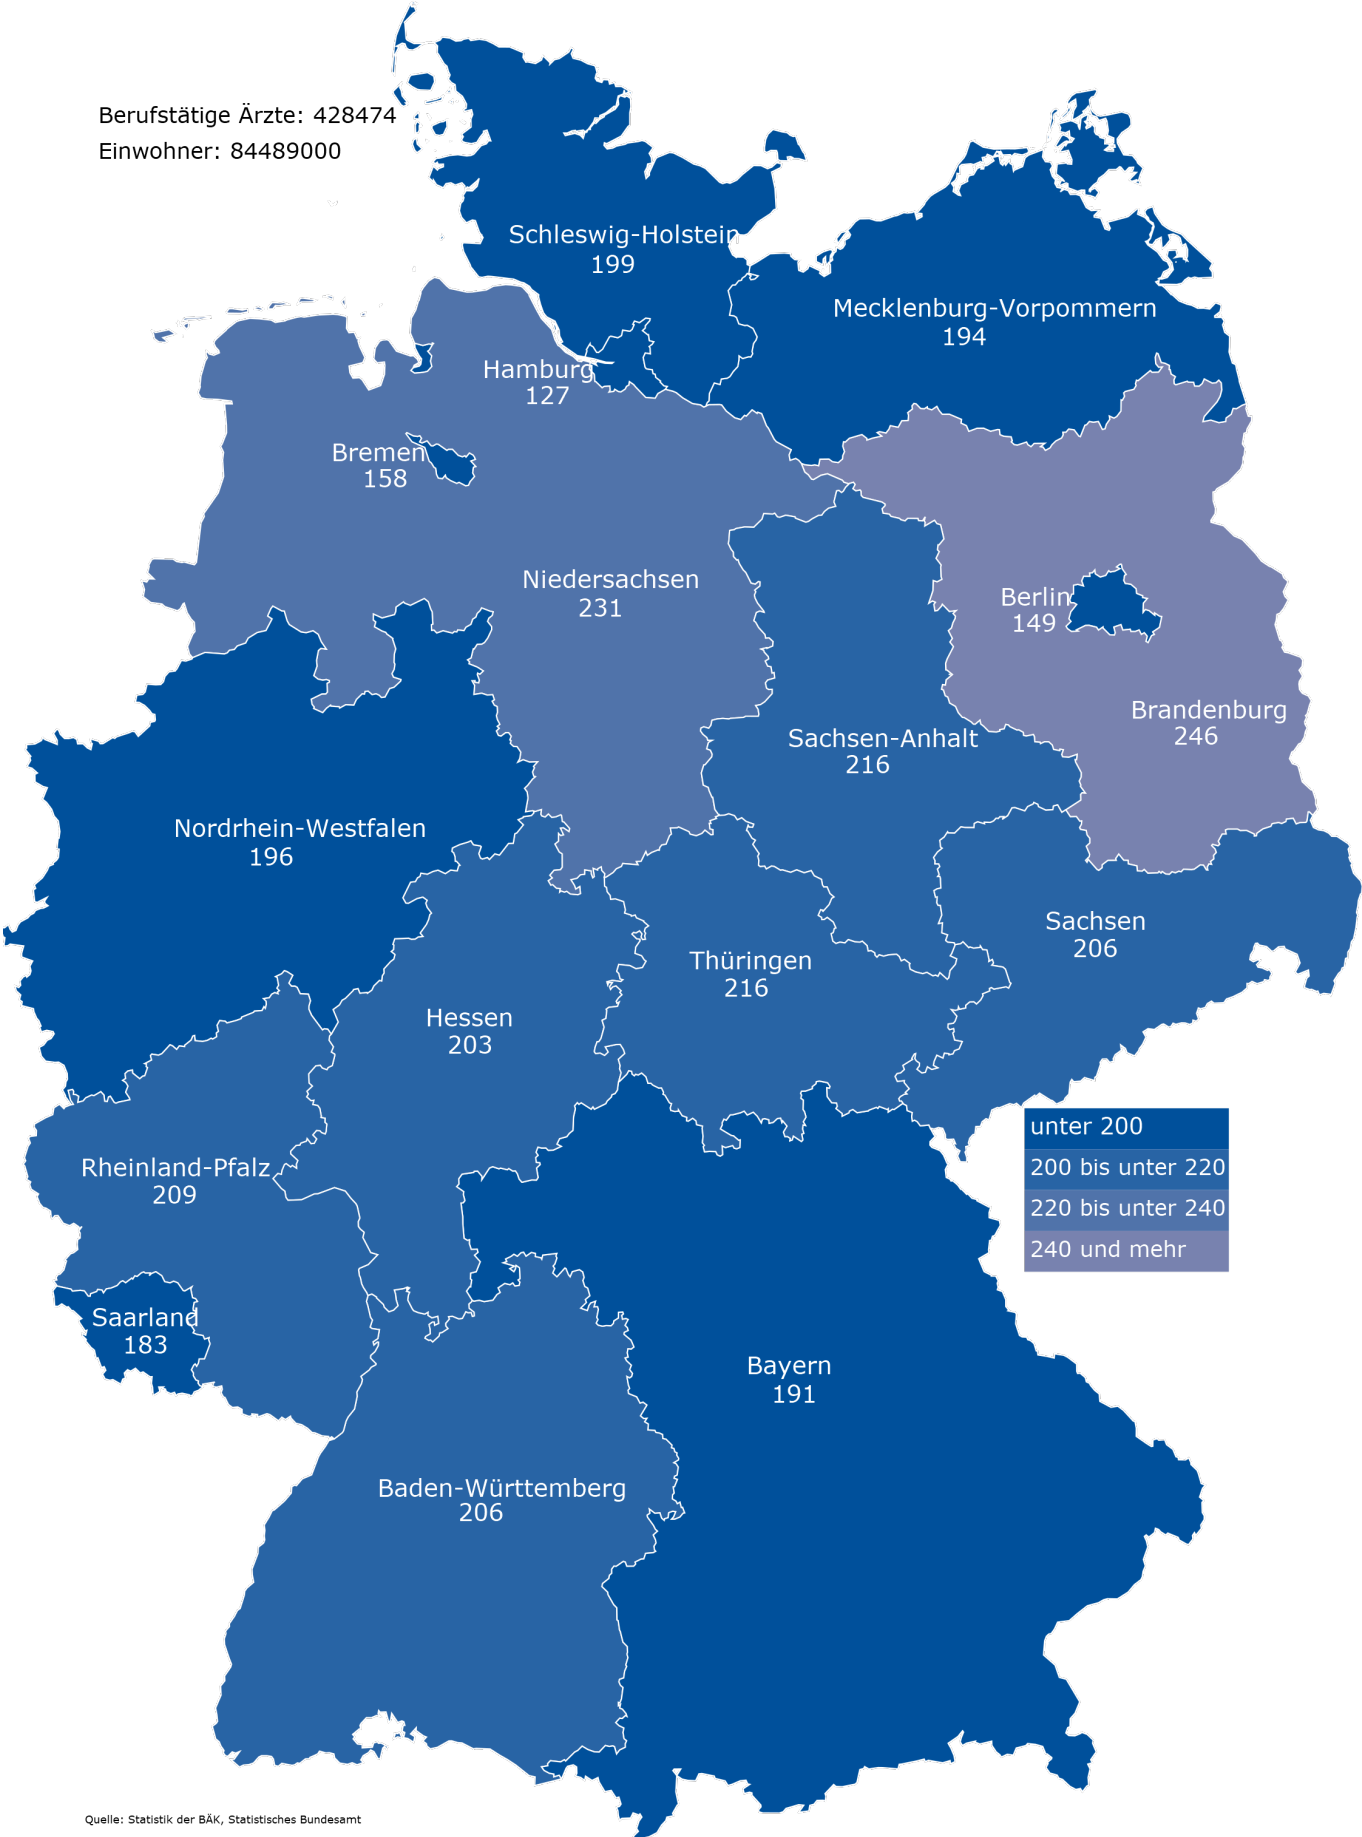 Berufstätige Ärzte: 428474
Einwohner: 84489000
Schleswig-Holstein
199
Mecklenburg-Vorpommern
194
Hamburg
127
Bremen
158
Niedersachsen
231
Berlin
149
Brandenburg
246
Sachsen-Anhalt
216
Nordrhein-Westfalen
196
Sachsen
206
Thüringen
216
Hessen
203
Rheinland-Pfalz
209
unter 200
200 bis unter 220
220 bis unter 240
240 und mehr
Saarland
183
Bayern
191
Baden-Württemberg
206
Quelle: Statistik der BÄK, Statistisches Bundesamt